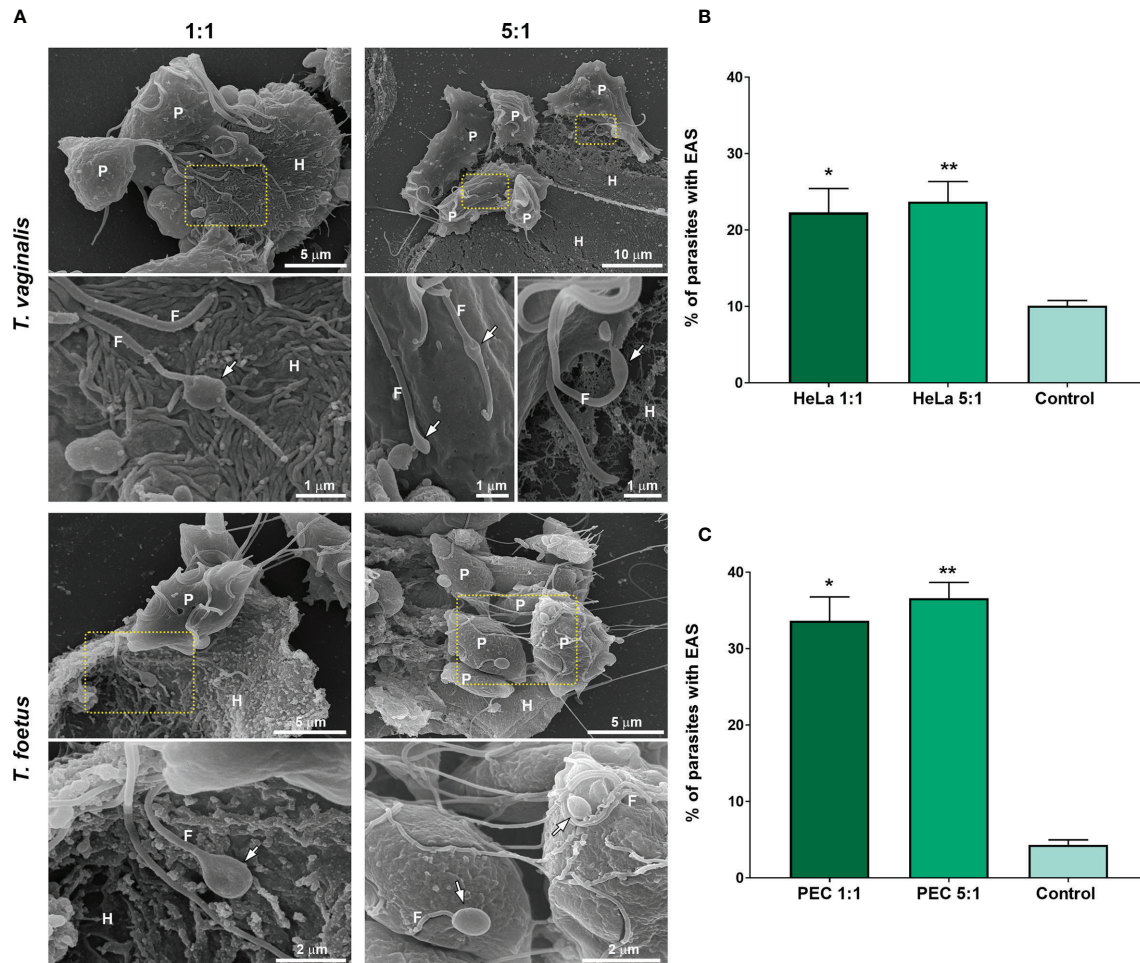 A
1:1
5:1
T. vaginalis
P
P
H
5 µm
P
P
P
H
P
P
H
10 µm
F
F
H
1 µm
F
1 µm
F
H
1 µm
T. foetus
P
H
5 µm
P
P
P
P
P
H
5 µm
F
H
2 µm
F
F
2 µm
B
% of parasites with EAS
40
30
20
10
0
*
**
HeLa 1:1
HeLa 5:1
Control
C
% of parasites with EAS
40
30
20
10
0
*
**
PEC 1:1
PEC 5:1
Control